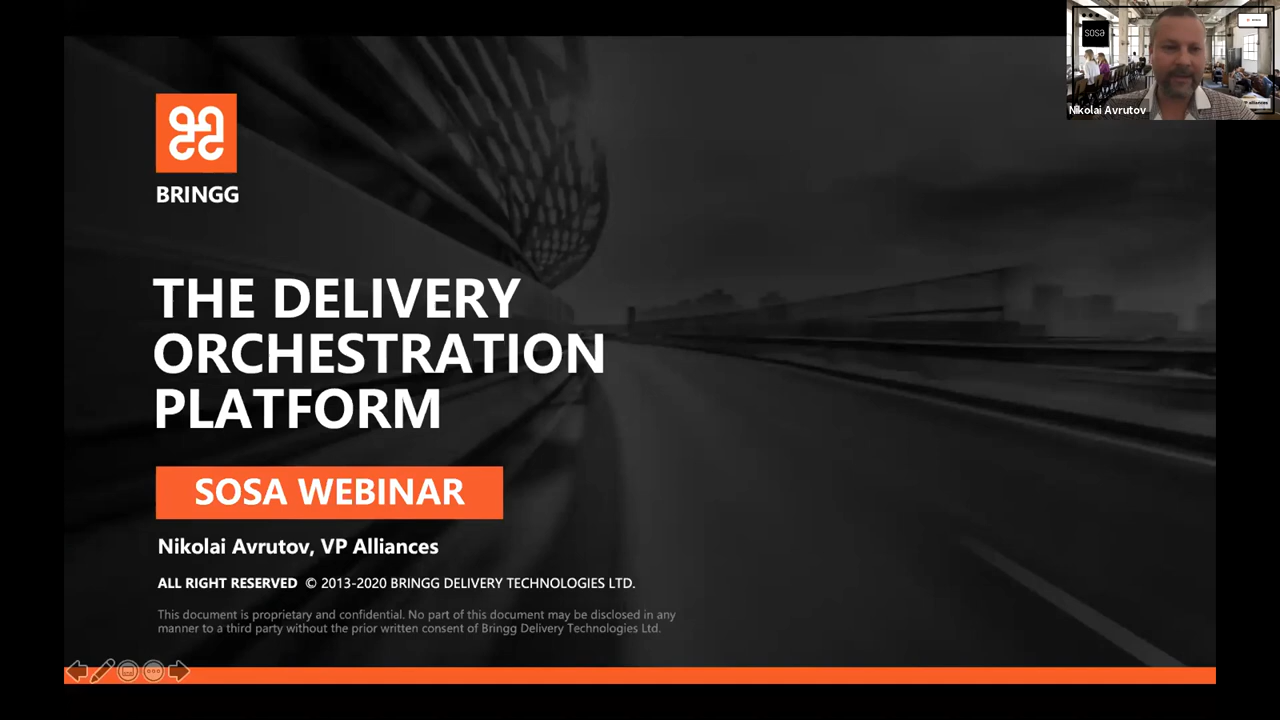 BRINGG
THE DELIVERY
ORCHESTRATION
PLATFORM
SOSA WEBINAR
Nikolai Avrutov, VP Alliances
ALL RIGHT RESERVED © 2013-2020 BRINGG DELIVERY TECHNOLOGIES LTD.
This document is proprietary and confidential. No part of this document may be disclosed in any
manner to a third party without the prior written consent of Bringg Delivery Technologies Ltd.
sosa
Nikolai Avrutov